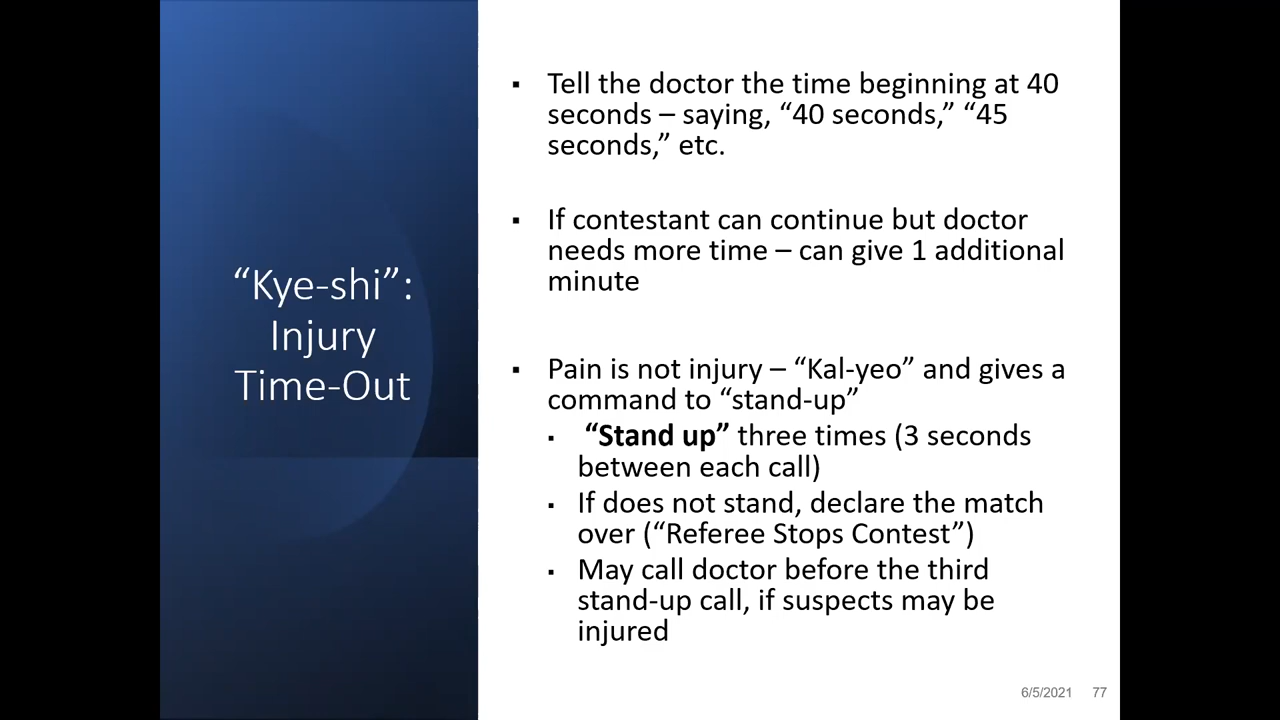 “Kye-shi”:
Injury
Time-Out
▪ Tell the doctor the time beginning at 40
seconds – saying, “40 seconds,” “45
seconds,” etc.
▪ If contestant can continue but doctor
needs more time – can give 1 additional
minute
▪ Pain is not injury – “Kal-yeo” and gives a
command to “stand-up”
▪ “Stand up” three times (3 seconds
between each call)
▪ If does not stand, declare the match
over (“Referee Stops Contest”)
▪ May call doctor before the third
stand-up call, if suspects may be
injured
6/5/2021 77